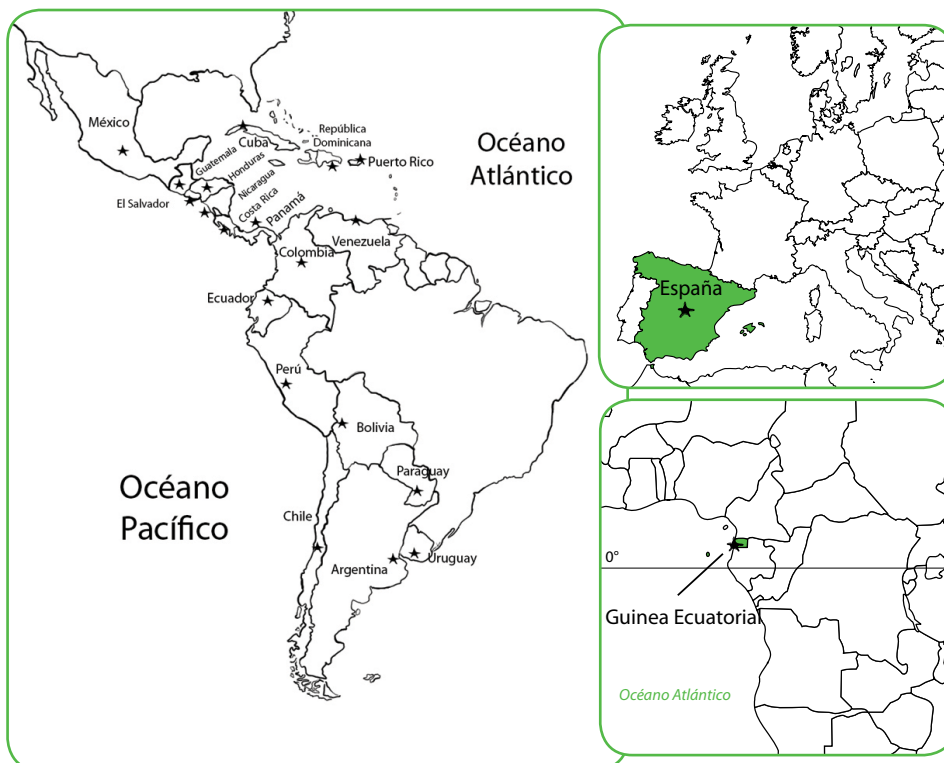 México
Cuba
República
Dominicana
Puerto Rico
Océano
Atlántico
Guatemala
Honduras
Nicaragua
Costa Rica
Panamá
El Salvador
Venezuela
Colombia
Ecuador
Perú
Bolivia
Paraguay
Océano
Pacífico
Chile
Argentina
Uruguay
España
0°
Guinea Ecuatorial
Océano Atlántico